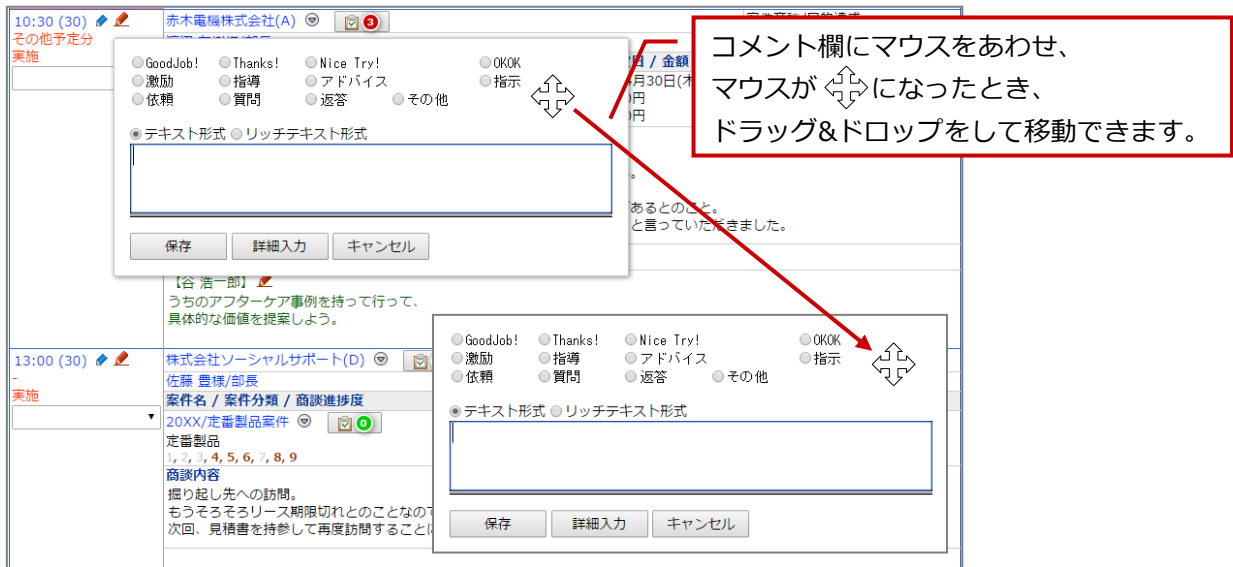 10:30 (30)
その他予定分
実施
赤木電機株式会社(A)
3
コメント欄にマウスをあわせ、
マウスが になったとき、
ドラッグ&ドロップをして移動できます。
GoodJob! Thanks! Nice Try! OKOK
激励 指導 アドバイス 指示
依頼 質問 返答 その他
テキスト形式 リッチテキスト形式
保存 詳細入力 キャンセル
/ 金額
月30日(木
円
円
あるとのこと。
と言っていただきました。
【谷 浩一郎】
うちのアフターケア事例を持って行って、
具体的な価値を提案しよう。
13:00 (30)
-
実施
株式会社ソーシャルサポート(D)
佐藤 豊様/部長
案件名 / 案件分類 / 商談進捗度
20XX/定番製品案件
0
定番製品
1, 2, 3, 4, 5, 6, 7, 8, 9
商談内容
掘り起し先への訪問。
もうそろそろリース期限切れとのことなので
次回、見積書を持参して再度訪問することに
GoodJob! Thanks! Nice Try! OKOK
激励 指導 アドバイス 指示
依頼 質問 返答 その他
テキスト形式 リッチテキスト形式
保存 詳細入力 キャンセル